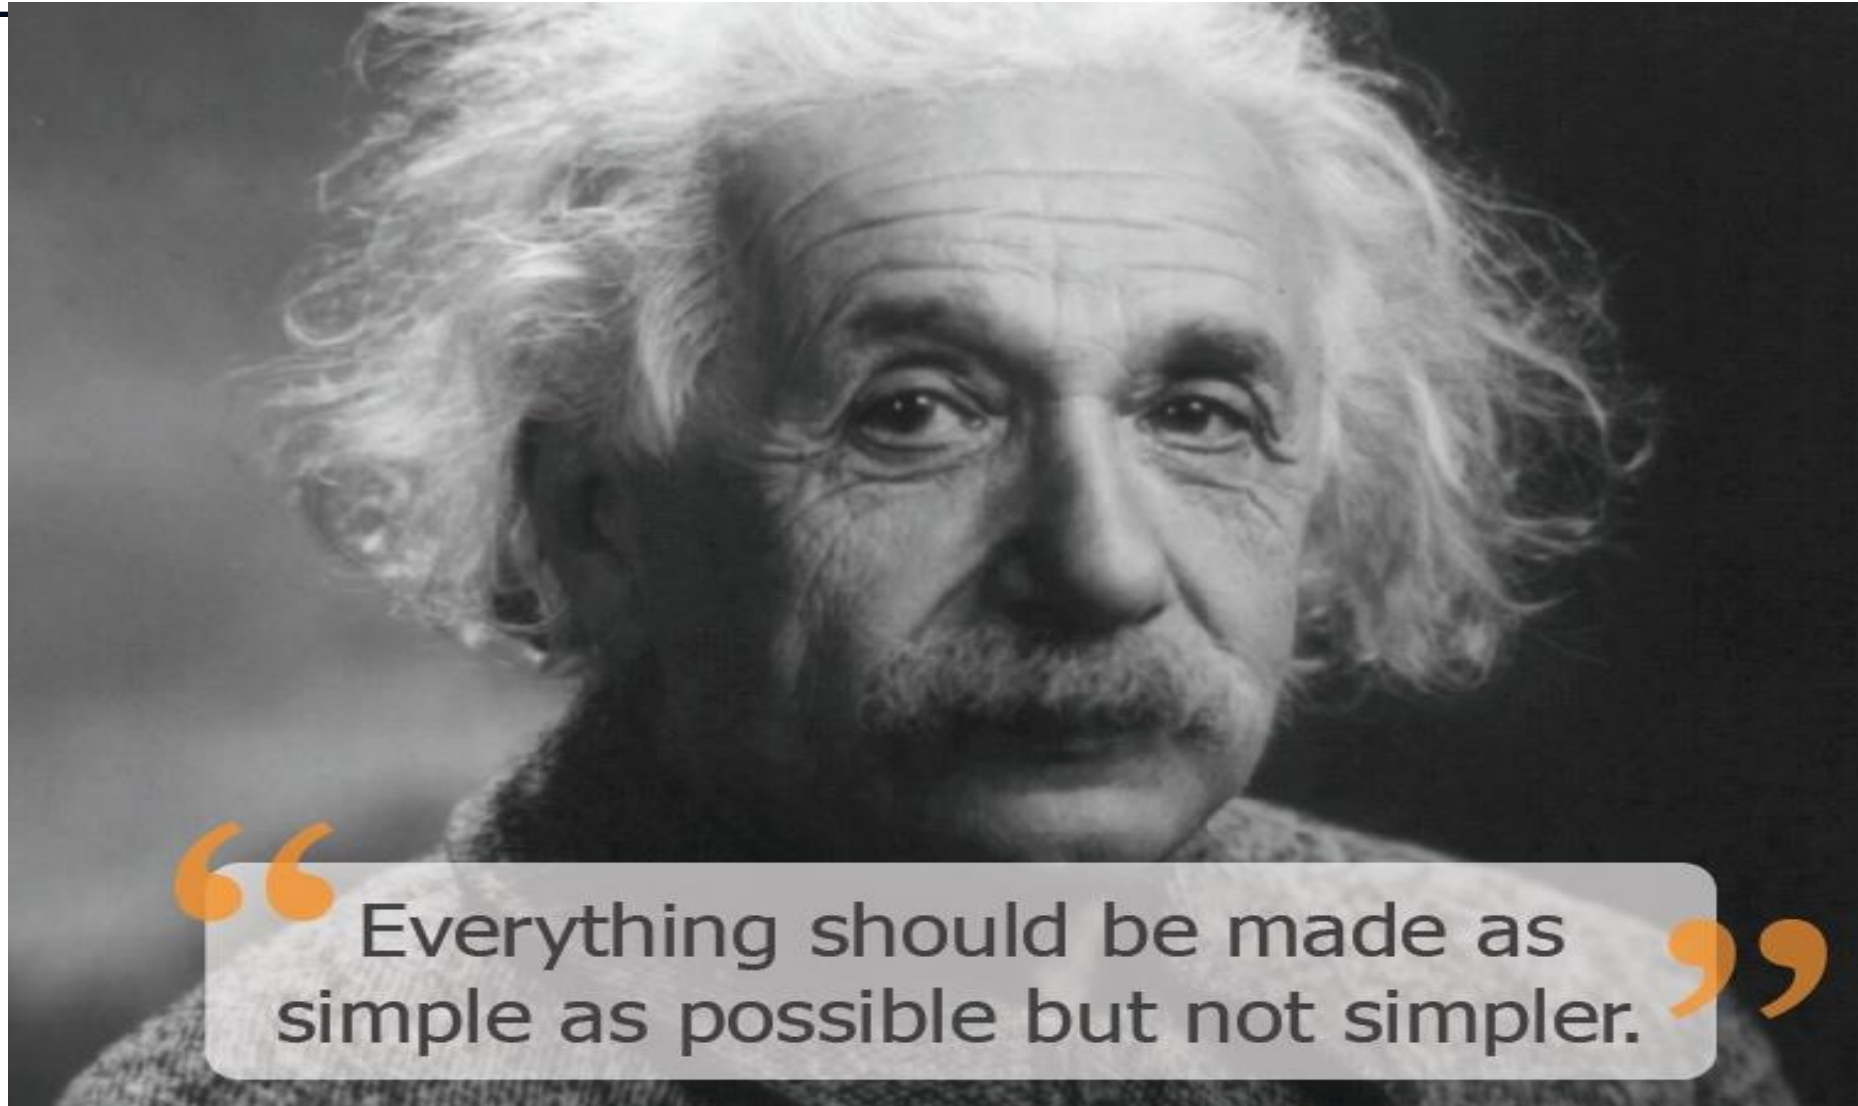 “Everything should be made as
simple as possible but not simpler.”